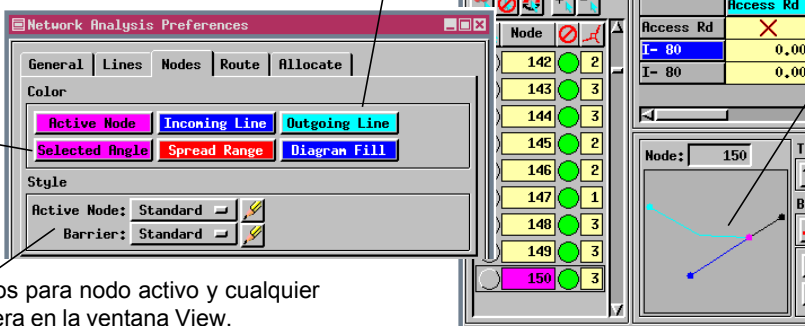 Network Analysis Preferences
General Lines Nodes Route Allocate
Color
Active Node Incoming Line Outgoing Line
Selected Angle Spread Range Diagram Fill
Style
Active Node: Standard
Barrier: Standard
para nodo activo y cualquier
en la ventana View.
Node
142 2
143 3
144 3
145 2
146 2
147 1
148 3
149 3
150 3
Access Rd
Access Rd
I- 80 0.00
I- 80 0.00
Node: 150